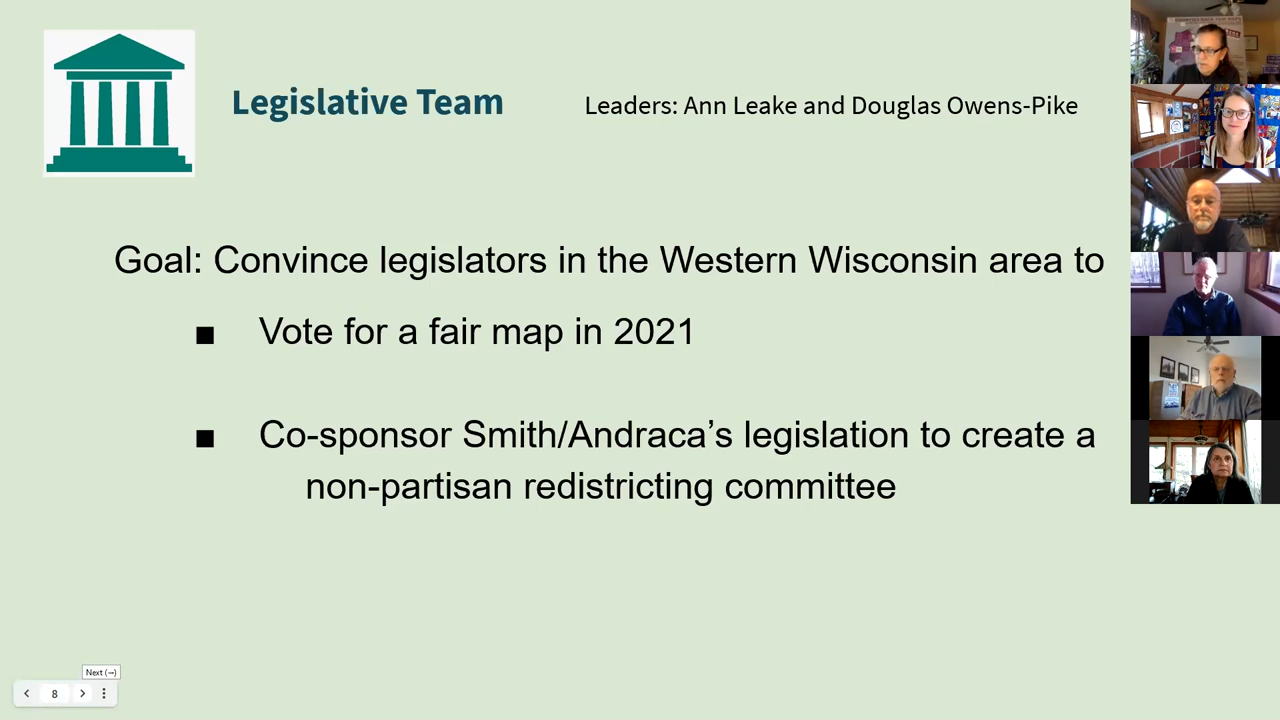 Legislative Team
Leaders: Ann Leake and Douglas Owens-Pike
Goal: Convince legislators in the Western Wisconsin area to
■ Vote for a fair map in 2021
■ Co-sponsor Smith/Andraca’s legislation to create a
non-partisan redistricting committee
Next (→)
8